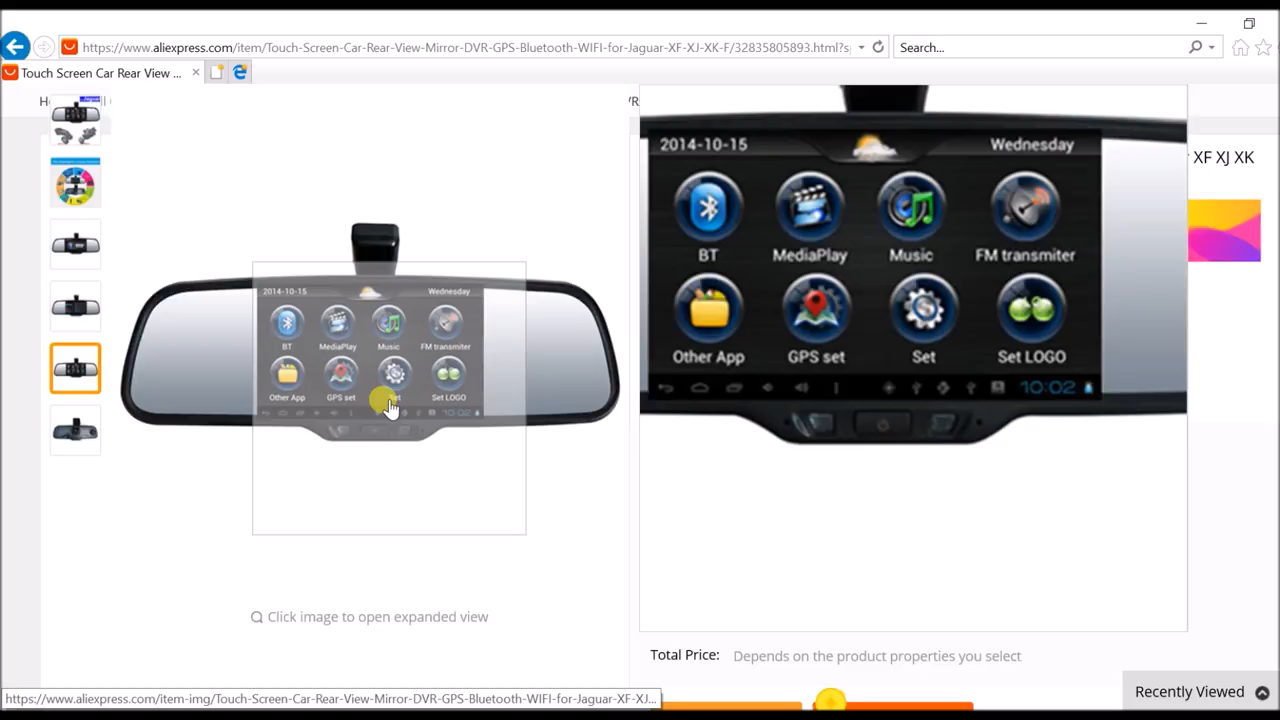 https://www.aliexpress.com/item/Touch-Screen-Car-Rear-View-Mirror-DVR-GPS-Bluetooth-WIFI-for-Jaguar-XF-XJ-XK-F
Search...
Touch Screen Car Rear View ...
XF XJ XK
2014-10-15 Wednesday
BT MediaPlay Music FM transmiter
Other App GPS set Set LOGO
10:02
2014-10-15 Wednesday
BT MediaPlay Music FM transmiter
Other App GPS set Set Set LOGO
10:02
Click image to open expanded view
Total Price: Depends on the product properties you select
Recently Viewed
https://www.aliexpress.com/item-img/Touch-Screen-Car-Rear-View-Mirror-DVR-GPS-Bluetooth-WIFI-for-Jaguar-XF-XJ...